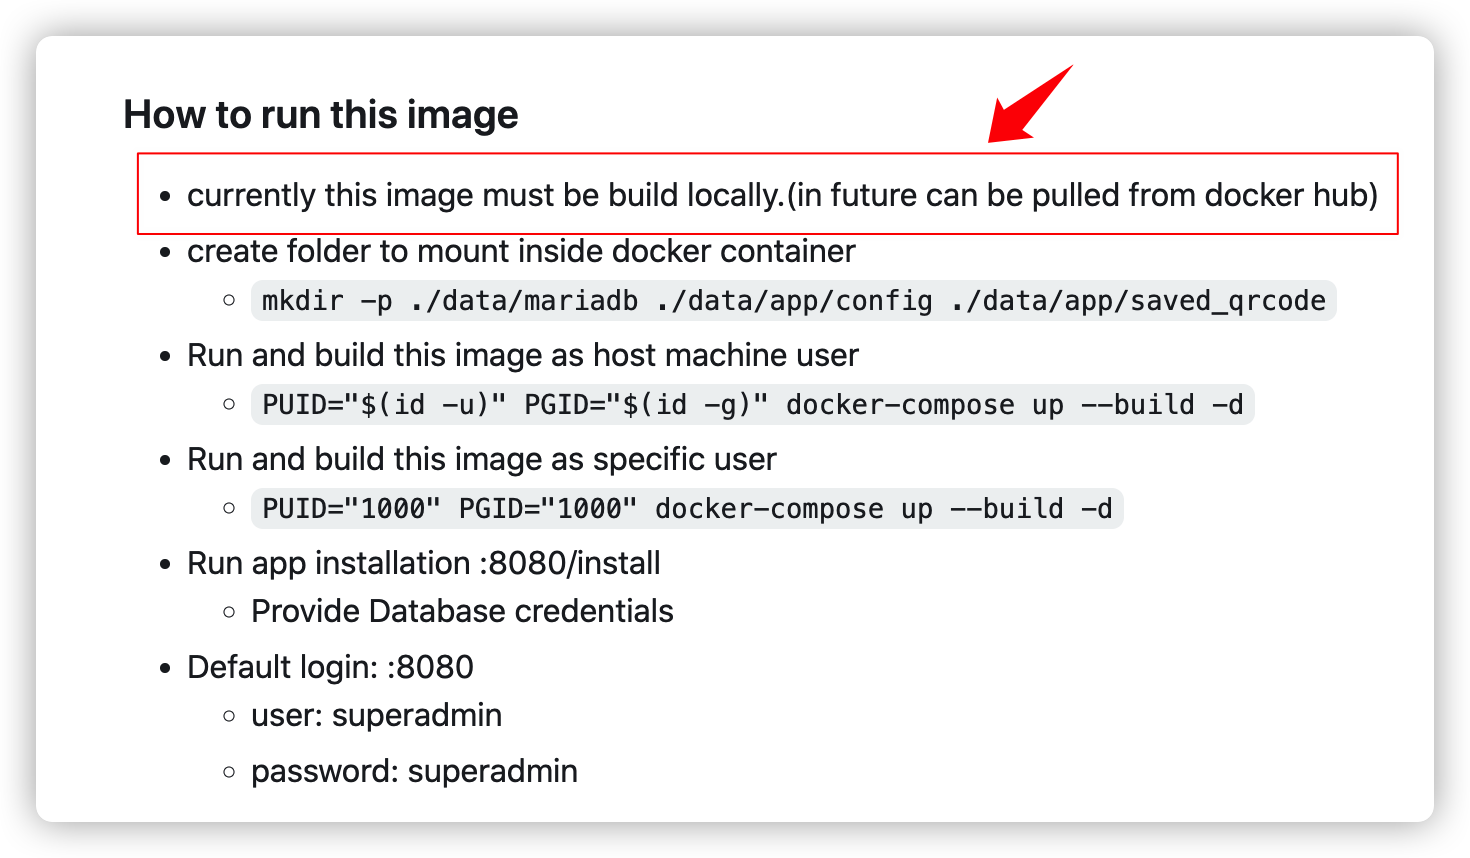 How to run this image
currently this image must be build locally.(in future can be pulled from docker hub)
create folder to mount inside docker container
mkdir -p ./data/mariadb ./data/app/config ./data/app/saved_qrcode
Run and build this image as host machine user
PUID="$(id -u)" PGID="$(id -g)" docker-compose up --build -d
Run and build this image as specific user
PUID="1000" PGID="1000" docker-compose up --build -d
Run app installation :8080/install
Provide Database credentials
Default login: :8080
user: superadmin
password: superadmin